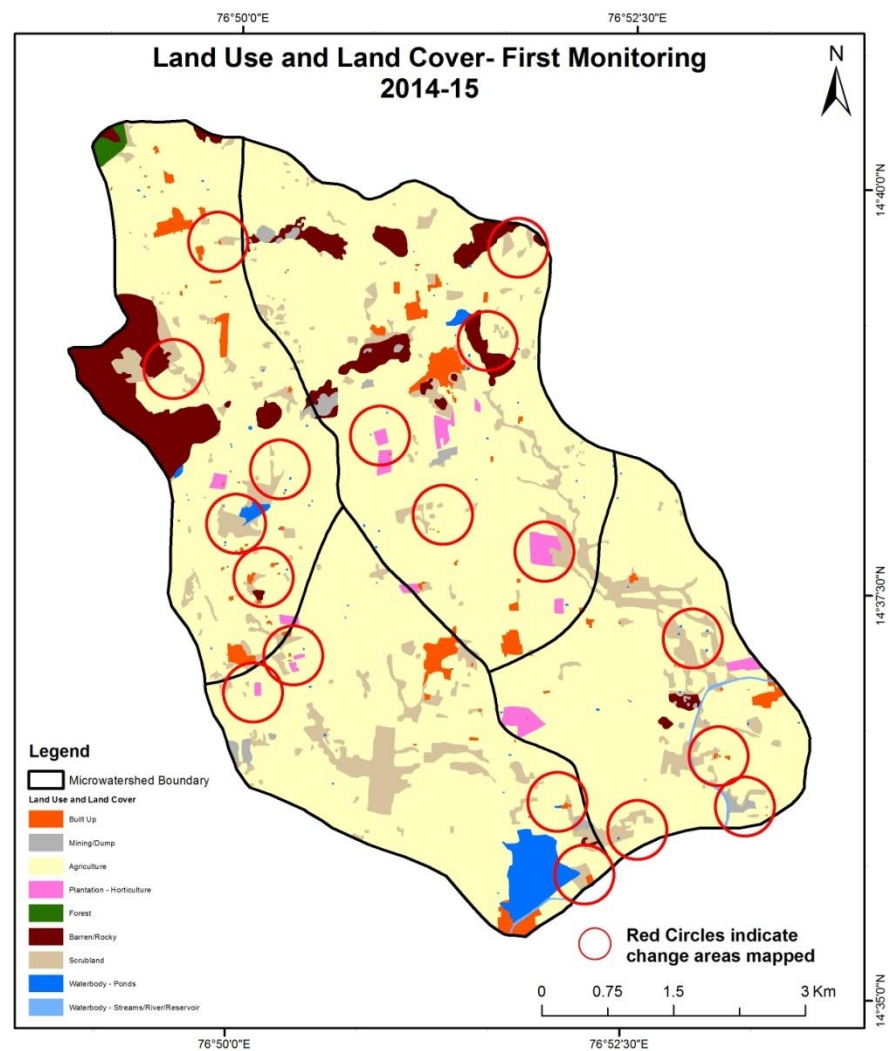 76°50'0"E
76°52'30"E
Land Use and Land Cover- First Monitoring
2014-15
N
14°40'0"N
14°37'30"N
14°35'0"N
Legend
Microwatershed Boundary
Land Use and Land Cover
Built Up
Mining/Dump
Agriculture
Plantation - Horticulture
Forest
Barren/Rocky
Scrubland
Waterbody - Ponds
Waterbody - Streams/River/Reservoir
Red Circles indicate
change areas mapped
0 0.75 1.5 3 Km
76°50'0"E
76°52'30"E